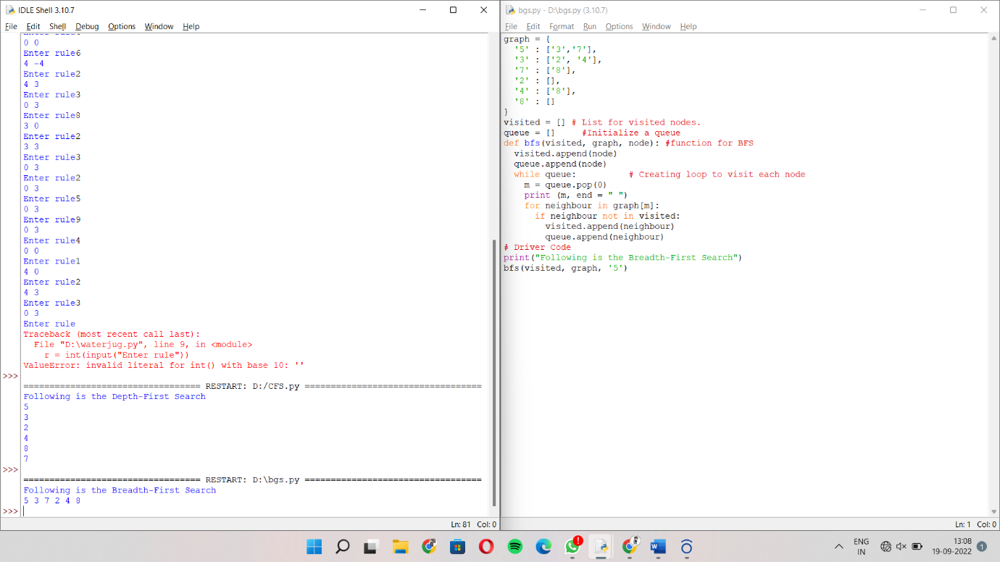 IDLE Shell 3.10.7
File Edit Shell Debug Options Window Help
0 0
Enter rule6
4 -4
Enter rule2
4 3
Enter rule3
0 3
Enter rule8
3 0
Enter rule2
3 3
Enter rule3
0 3
Enter rule2
0 3
Enter rule5
0 3
Enter rule9
0 3
Enter rule4
0 0
Enter rule1
4 0
Enter rule2
4 3
Enter rule3
0 3
Enter rule
Traceback (most recent call last):
  File "D:\waterjug.py", line 9, in <module>
    r = int(input("Enter rule"))
ValueError: invalid literal for int() with base 10: ''
>>>
================================== RESTART: D:/CFS.py ==================================
Following is the Depth-First Search
5
3
2
4
8
7
>>>
================================== RESTART: D:\bgs.py ==================================
Following is the Breadth-First Search
5 3 7 2 4 8
>>>
Ln: 81 Col: 0
bgs.py - D:\bgs.py (3.10.7)
File Edit Format Run Options Window Help
graph = {
  '5' : ['3','7'],
  '3' : ['2', '4'],
  '7' : ['8'],
  '2' : [],
  '4' : ['8'],
  '8' : []
}
visited = [] # List for visited nodes.
queue = []     #Initialize a queue
def bfs(visited, graph, node): #function for BFS
  visited.append(node)
  queue.append(node)
  while queue:          # Creating loop to visit each node
    m = queue.pop(0)
    print (m, end = " ")
    for neighbour in graph[m]:
      if neighbour not in visited:
        visited.append(neighbour)
        queue.append(neighbour)
# Driver Code
print("Following is the Breadth-First Search")
bfs(visited, graph, '5')
Ln: 1 Col: 0
ENG
IN
13:08
19-09-2022
1